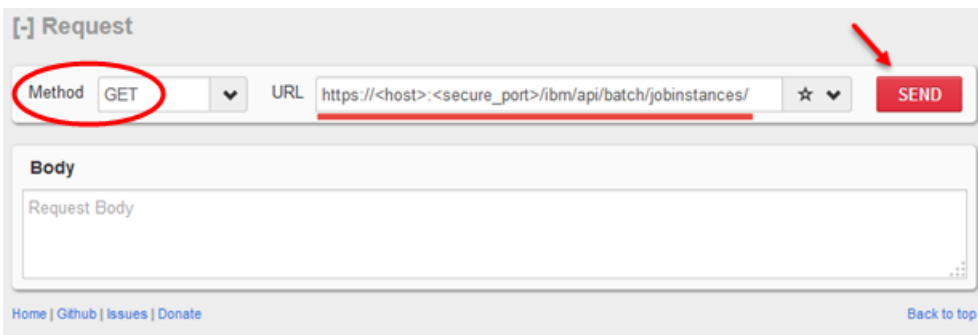 [-] Request
Method GET URL https://<host>:<secure_port>/ibm/api/batch/jobinstances/ SEND
Body
Request Body
Home | Github | Issues | Donate Back to top